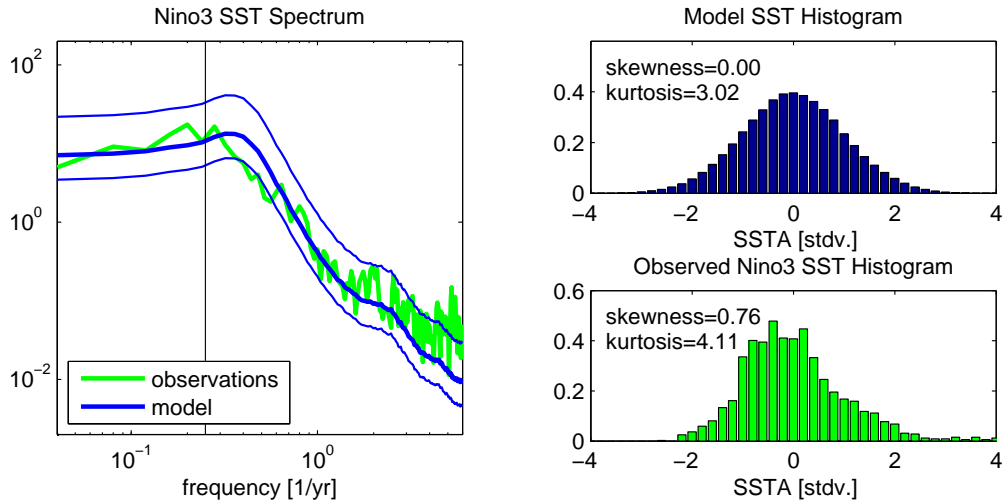 Nino3 SST Spectrum
10^2
10^0
10^-2
observations
model
10^-1
10^0
frequency [1/yr]
Model SST Histogram
skewness=0.00
kurtosis=3.02
0.4
0.2
0
−4 −2 0 2 4
SSTA [stdv.]
Observed Nino3 SST Histogram
0.6
skewness=0.76
kurtosis=4.11
0.4
0.2
0
−4 −2 0 2 4
SSTA [stdv.]